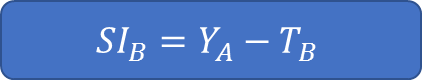 SI_B = Y_A − T_B